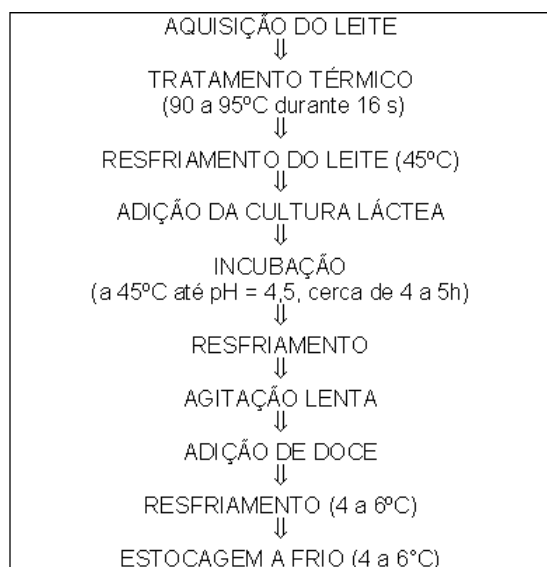 AQUISIÇÃO DO LEITE
⇓
TRATAMENTO TÉRMICO
(90 a 95ºC durante 16 s)
⇓
RESFRIAMENTO DO LEITE (45ºC)
⇓
ADIÇÃO DA CULTURA LÁCTEA
⇓
INCUBAÇÃO
(a 45ºC até pH = 4,5, cerca de 4 a 5h)
⇓
RESFRIAMENTO
⇓
AGITAÇÃO LENTA
⇓
ADIÇÃO DE DOCE
⇓
RESFRIAMENTO (4 a 6ºC)
⇓
ESTOCAGEM A FRIO (4 a 6°C)